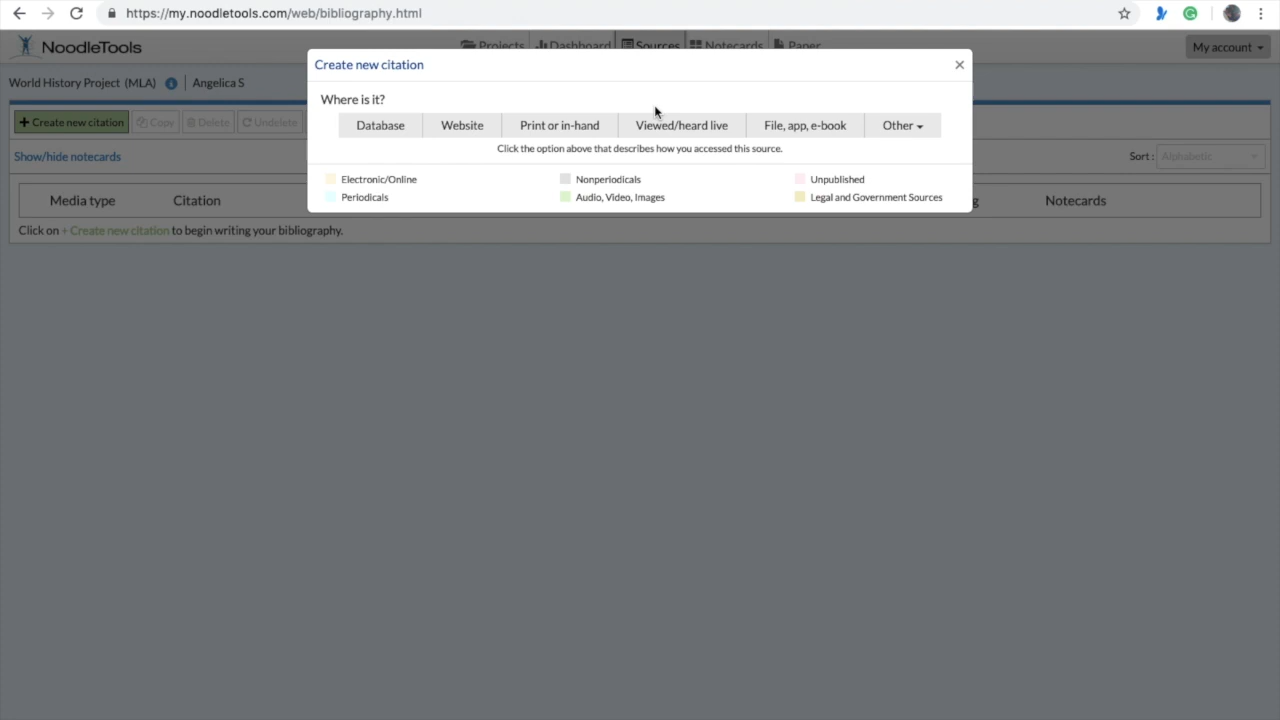 https://my.noodletools.com/web/bibliography.html
NoodleTools
Projects Dashboard Sources Notecards Paper
My account
World History Project (MLA) Angelica S
Create new citation
Where is it?
+ Create new citation Copy Delete Undelete
Database Website Print or in-hand Viewed/heard live File, app, e-book Other
Click the option above that describes how you accessed this source.
Show/hide notecards
Sort : Alphabetic
Electronic/Online Nonperiodicals Unpublished
Periodicals Audio, Video, Images Legal and Government Sources
Media type Citation Notecards
Click on + Create new citation to begin writing your bibliography.